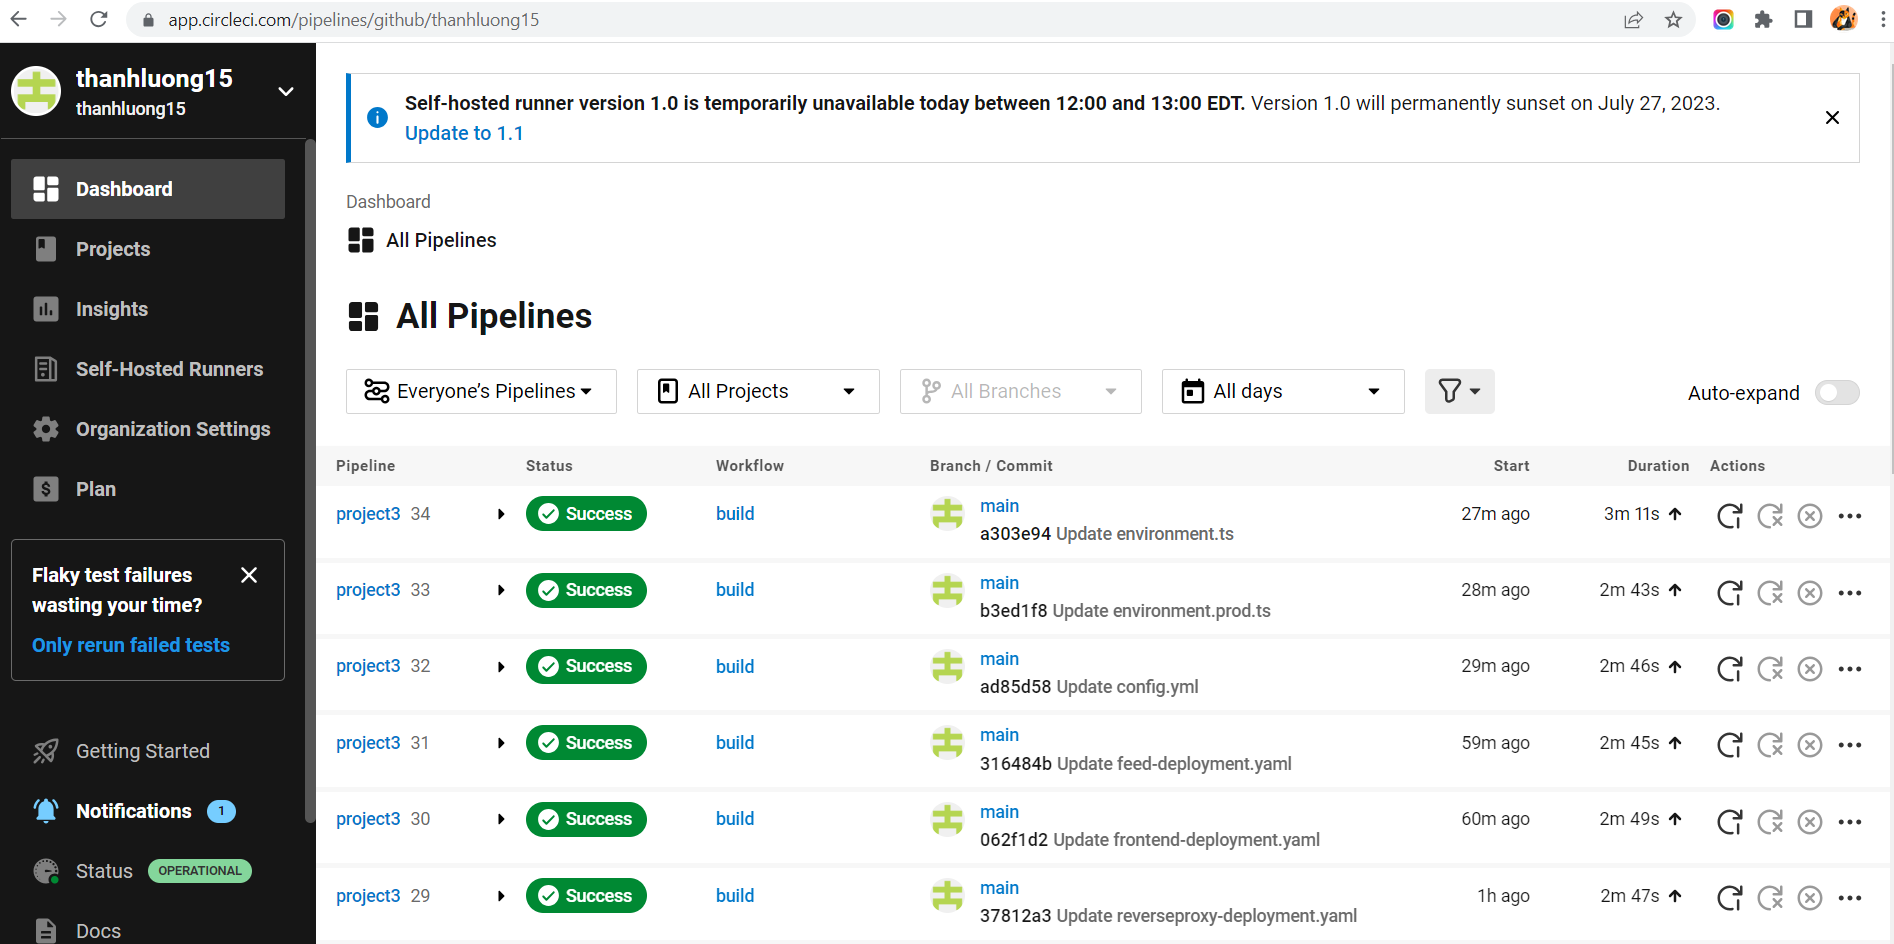 app.circleci.com/pipelines/github/thanhluong15
thanhluong15
thanhluong15
Dashboard
Projects
Insights
Self-Hosted Runners
Organization Settings
Plan
Flaky test failures
wasting your time?
Only rerun failed tests
Getting Started
Notifications 1
Status OPERATIONAL
Docs
Self-hosted runner version 1.0 is temporarily unavailable today between 12:00 and 13:00 EDT. Version 1.0 will permanently sunset on July 27, 2023.
Update to 1.1
Dashboard
All Pipelines
All Pipelines
Everyone’s Pipelines All Projects All Branches All days Auto-expand
Pipeline Status Workflow Branch / Commit Start Duration Actions
project3 34 Success build main 27m ago 3m 11s
a303e94 Update environment.ts
project3 33 Success build main 28m ago 2m 43s
b3ed1f8 Update environment.prod.ts
project3 32 Success build main 29m ago 2m 46s
ad85d58 Update config.yml
project3 31 Success build main 59m ago 2m 45s
316484b Update feed-deployment.yaml
project3 30 Success build main 60m ago 2m 49s
062f1d2 Update frontend-deployment.yaml
project3 29 Success build main 1h ago 2m 47s
37812a3 Update reverseproxy-deployment.yaml